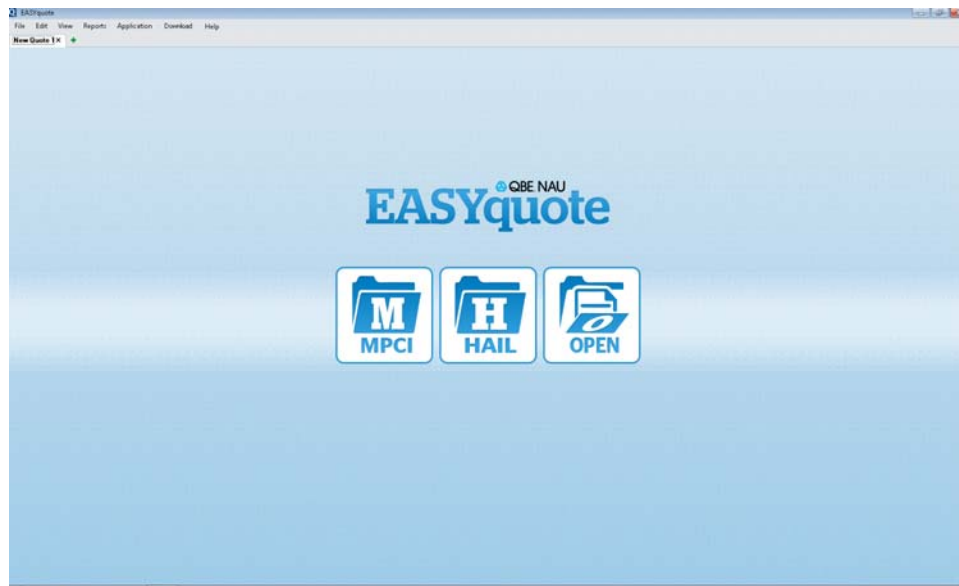 EASYquote
File Edit View Reports Application Download Help
New Quote 1
QBE NAU
EASYquote
M H O
MPCI HAIL OPEN